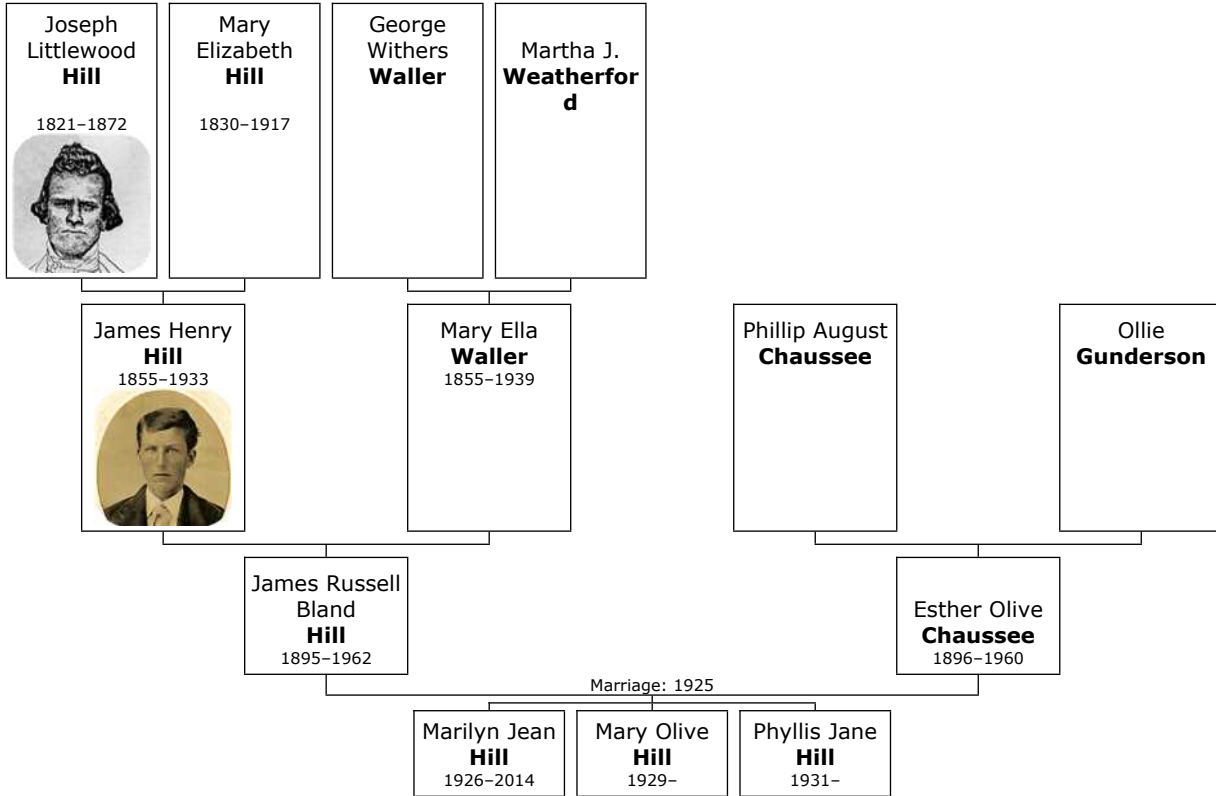 Joseph
Littlewood
Hill
1821–1872
Mary
Elizabeth
Hill
1830–1917
George
Withers
Waller
Martha J.
Weatherfor
d
James Henry
Hill
1855–1933
Mary Ella
Waller
1855–1939
Phillip August
Chaussee
Ollie
Gunderson
James Russell
Bland
Hill
1895–1962
Esther Olive
Chaussee
1896–1960
Marriage: 1925
Marilyn Jean
Hill
1926–2014
Mary Olive
Hill
1929–
Phyllis Jane
Hill
1931–